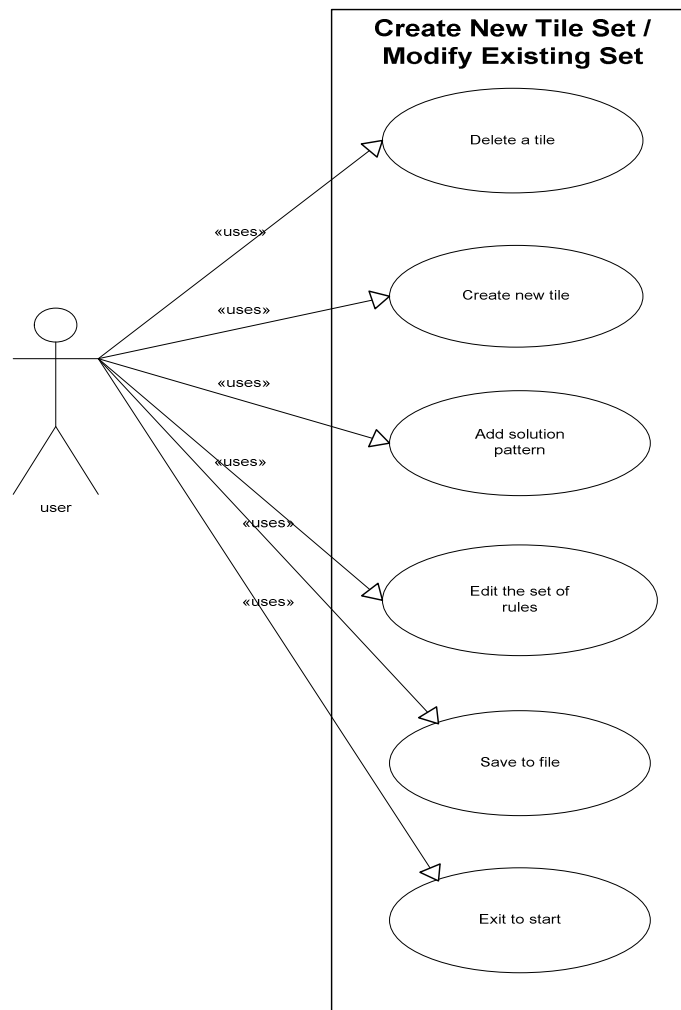 Create New Tile Set /
Modify Existing Set
Delete a tile
«uses»
Create new tile
«uses»
«uses»
Add solution
pattern
«uses»
user
«uses»
Edit the set of
rules
«uses»
Save to file
Exit to start